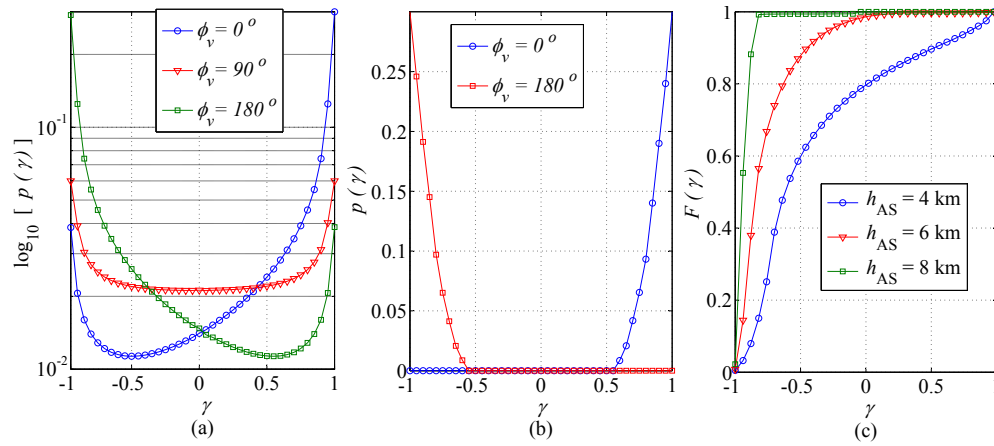 log₁₀ [ p(γ) ]
10⁻¹
10⁻²
ϕᵥ = 0°
ϕᵥ = 90°
ϕᵥ = 180°
-1 -0.5 0 0.5 1
γ
(a)
p(γ)
0.25
0.2
0.15
0.1
0.05
0
ϕᵥ = 0°
ϕᵥ = 180°
-1 -0.5 0 0.5 1
γ
(b)
F(γ)
1
0.8
0.6
0.4
0.2
0
h_AS = 4 km
h_AS = 6 km
h_AS = 8 km
-1 -0.5 0 0.5
γ
(c)